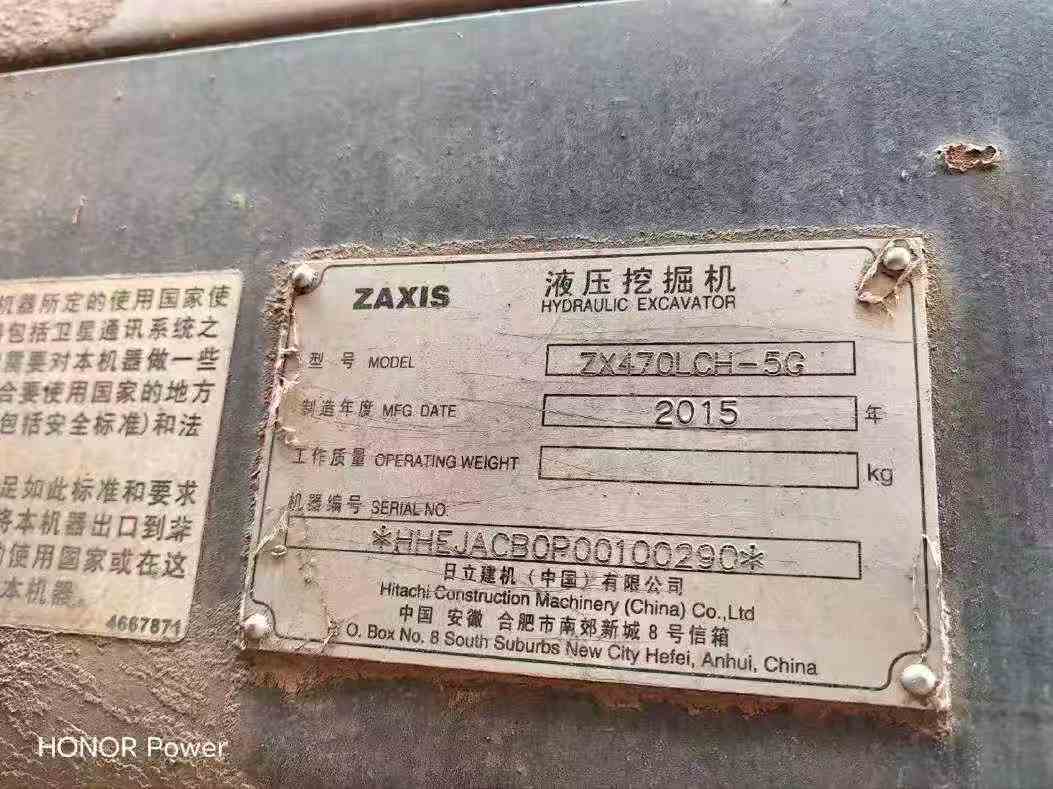 机器所定的使用国家使
包括卫星通讯系统之
需要对本机器做一些
合要使用国家的地方
包括安全标准)和法
足如此标准和要求
将本机器出口到非
的使用国家或在这
本机器。
4667871
ZAXIS
液压挖掘机
HYDRAULIC EXCAVATOR
型号 MODEL ZX470LCH-5G
制造年度 MFG DATE 2015 年
工作质量 OPERATING WEIGHT kg
机器编号 SERIAL NO
*HHEJACB0P00100290*
日立建机(中国)有限公司
Hitachi Construction Machinery (China) Co.,Ltd
中国 安徽 合肥市南郊新城 8 号信箱
O. Box No. 8 South Suburbs New City Hefei, Anhui, China
HONOR Power